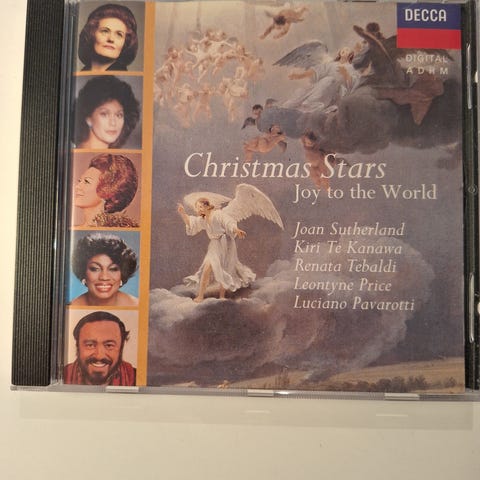 DECCA
DIGITAL
ADRM
Christmas Stars
Joy to the World
Joan Sutherland
Kiri Te Kanawa
Renata Tebaldi
Leontyne Price
Luciano Pavarotti